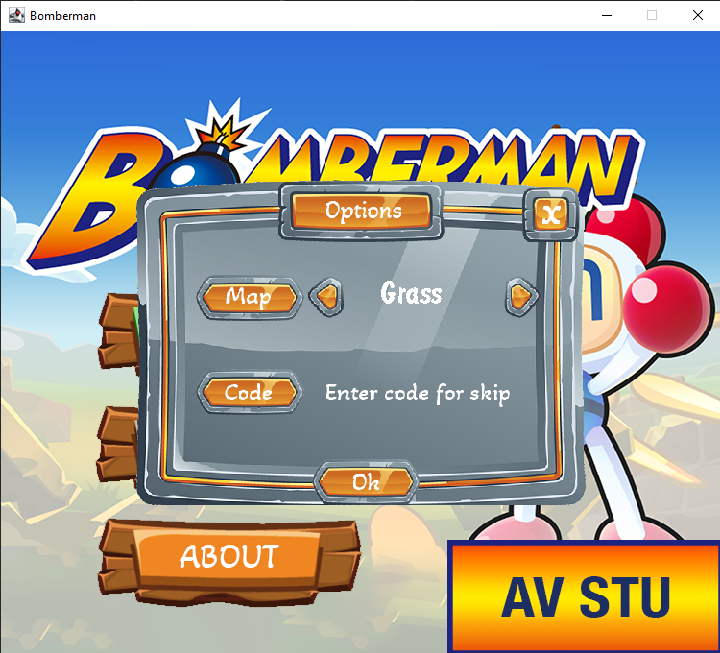 Bomberman
BOMBERMAN
Options
X
Map
Grass
Code
Enter code for skip
Ok
ABOUT
AV STU